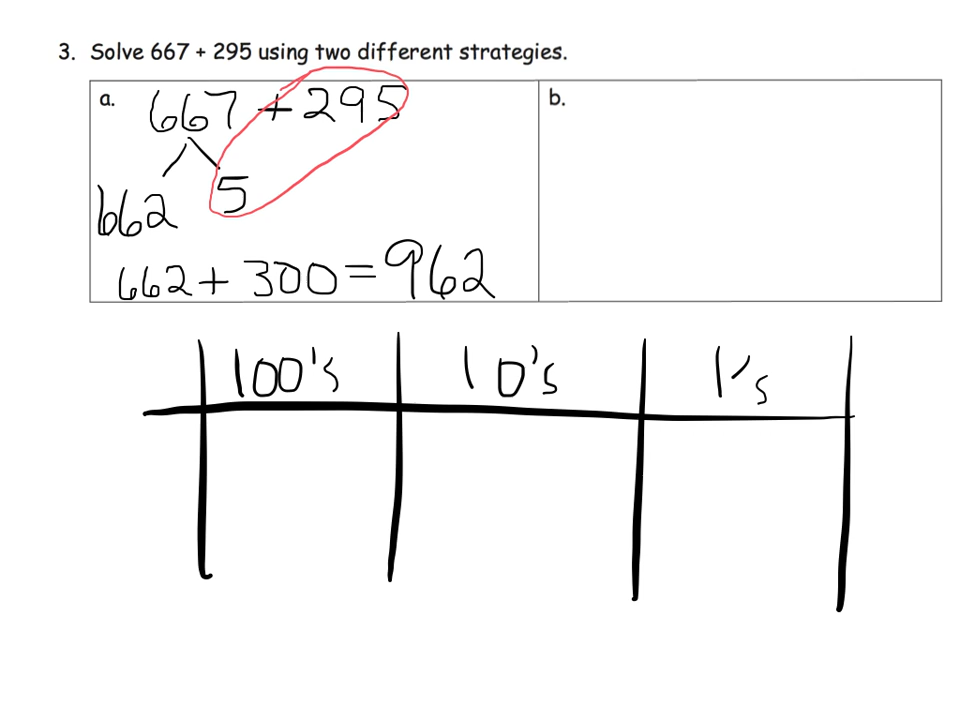 3. Solve 667 + 295 using two different strategies.
a. 667 + 295
b.
662 5
662 + 300 = 962
100's 10's 1's